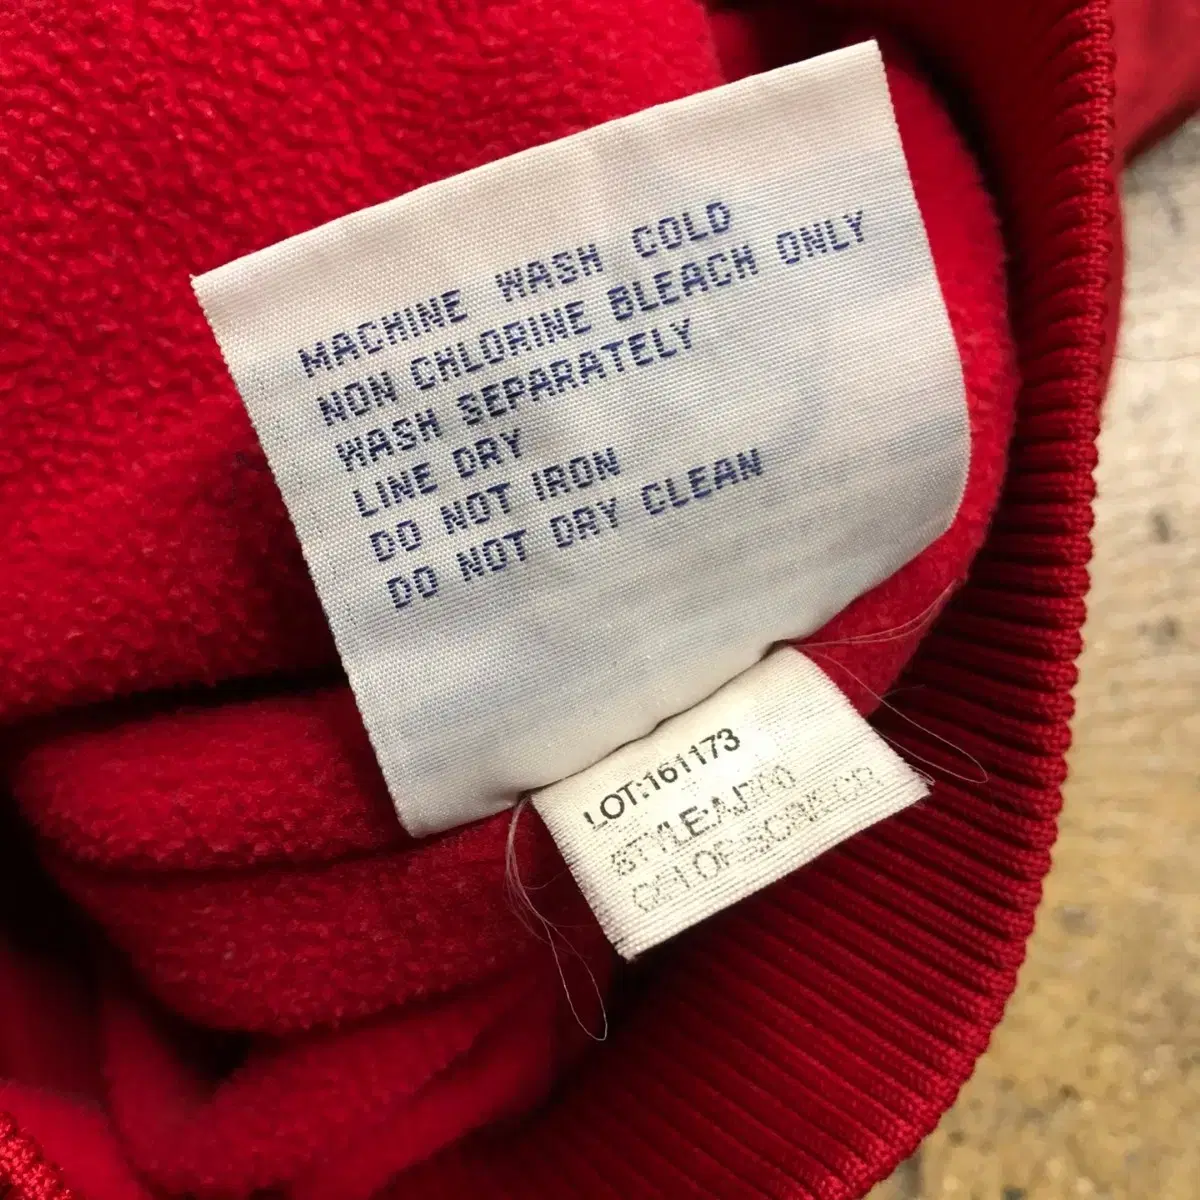 MACHINE WASH COLD
NON CHLORINE BLEACH ONLY
WASH SEPARATELY
LINE DRY
DO NOT IRON
DO NOT DRY CLEAN
LOT:161173